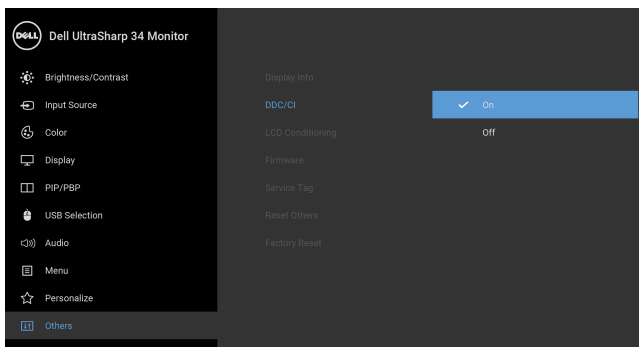 DELL
Dell UltraSharp 34 Monitor
Brightness/Contrast
Input Source
Color
Display
PIP/PBP
USB Selection
Audio
Menu
Personalize
Others
Display Info
DDC/CI
LCD Conditioning
Firmware
Service Tag
Reset Others
Factory Reset
On
Off